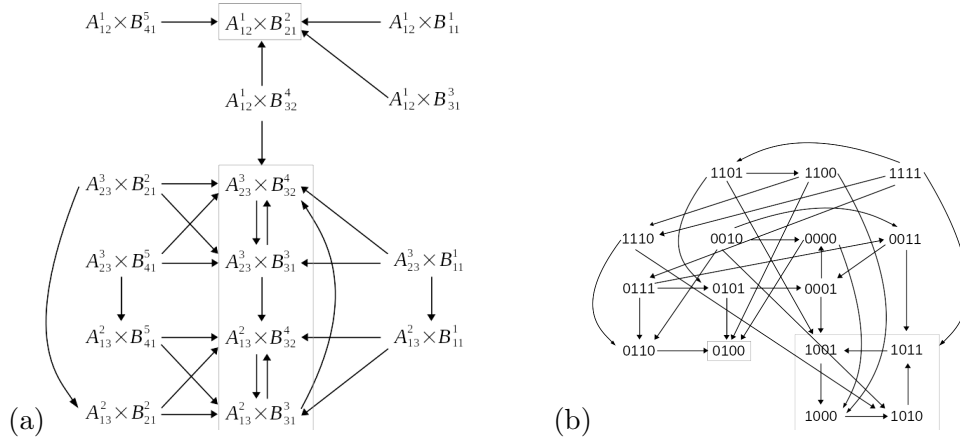 A^1_{12}×B^5_{41} A^1_{12}×B^2_{21} A^1_{12}×B^1_{11}
A^1_{12}×B^4_{32} A^1_{12}×B^3_{31}
A^3_{23}×B^2_{21} A^3_{23}×B^4_{32}
A^3_{23}×B^5_{41} A^3_{23}×B^3_{31} A^3_{23}×B^1_{11}
A^2_{13}×B^5_{41} A^2_{13}×B^4_{32} A^2_{13}×B^1_{11}
A^2_{13}×B^2_{21} A^2_{13}×B^3_{31}
(a)
1101 1100 1111
1110 0010 0000 0011
0111 0101 0001
0110 0100 1001 1011
1000 1010
(b)